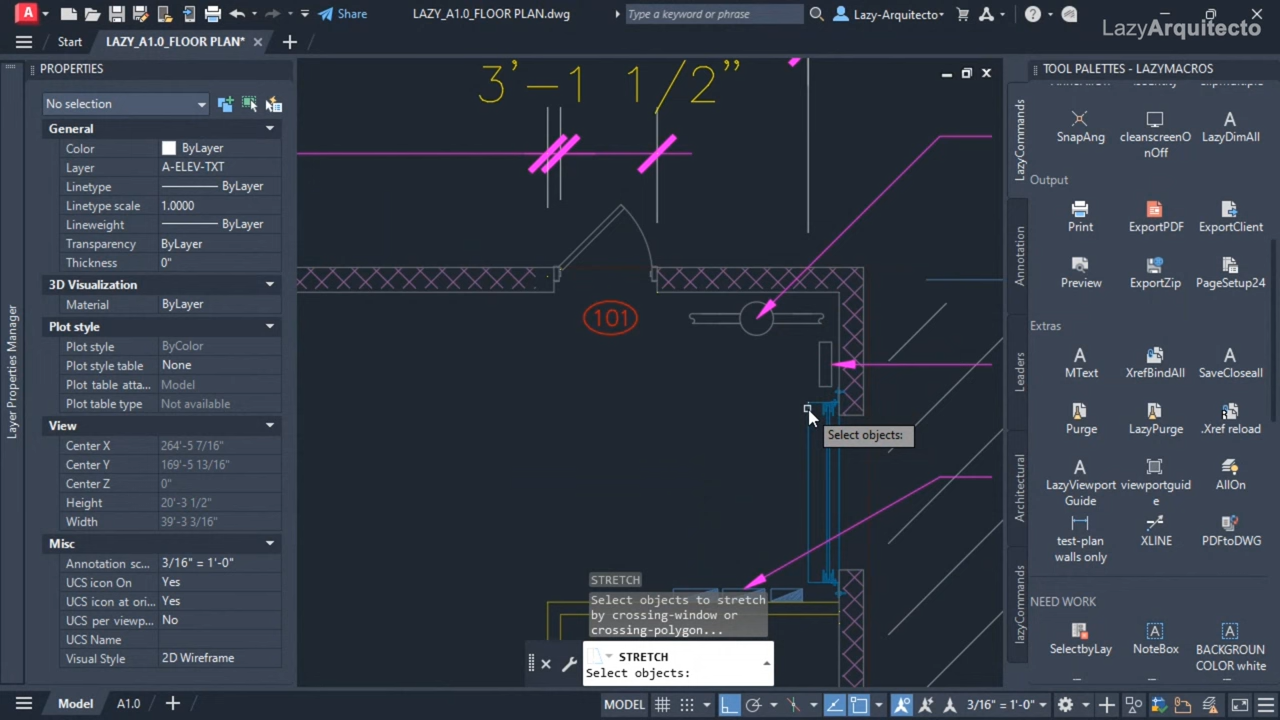 Share
LAZY_A1.0_FLOOR PLAN.dwg
Type a keyword or phrase
Lazy-Arquitecto
LazyArquitecto
Start
LAZY_A1.0_FLOOR PLAN*
PROPERTIES
No selection
General
Color ByLayer
Layer A-ELEV-TXT
Linetype ByLayer
Linetype scale 1.0000
Lineweight ByLayer
Transparency ByLayer
Thickness 0"
3D Visualization
Material ByLayer
Plot style
Plot style ByColor
Plot style table None
Plot table atta... Model
Plot table type Not available
View
Center X 264'-5 7/16"
Center Y 169'-5 13/16"
Center Z 0"
Height 20'-3 1/2"
Width 39'-3 3/16"
Misc
Annotation sc... 3/16" = 1'-0"
UCS icon On Yes
UCS icon at ori... Yes
UCS per viewp... No
UCS Name
Visual Style 2D Wireframe
Layer Properties Manager
3'-1 1/2"
101
Select objects:
STRETCH
Select objects to stretch
by crossing-window or
crossing-polygon...
STRETCH
Select objects:
TOOL PALETTES - LAZYMACROS
LazyCommands
Annotation
Leaders
Architectural
lazyCommands
SnapAng
cleanscreenO
nOff
LazyDimAll
Output
Print
ExportPDF
ExportClient
Preview
ExportZip
PageSetup24
Extras
MText
XrefBindAll
SaveCloseall
Purge
LazyPurge
.Xref reload
LazyViewport
Guide
viewportguid
e
AllOn
test-plan
walls only
XLINE
PDFtoDWG
NEED WORK
SelectbyLay
NoteBox
BACKGROUN
COLOR white
Model
A1.0
MODEL
3/16" = 1'-0"